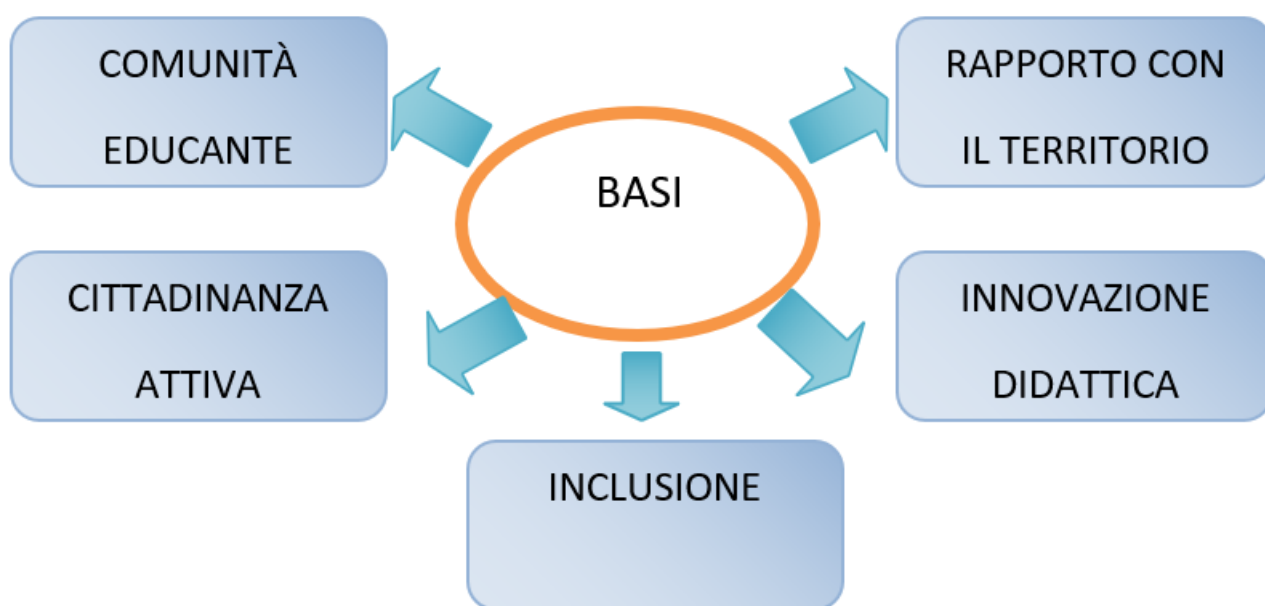 COMUNITÀ
EDUCANTE
RAPPORTO CON
IL TERRITORIO
BASI
CITTADINANZA
ATTIVA
INNOVAZIONE
DIDATTICA
INCLUSIONE